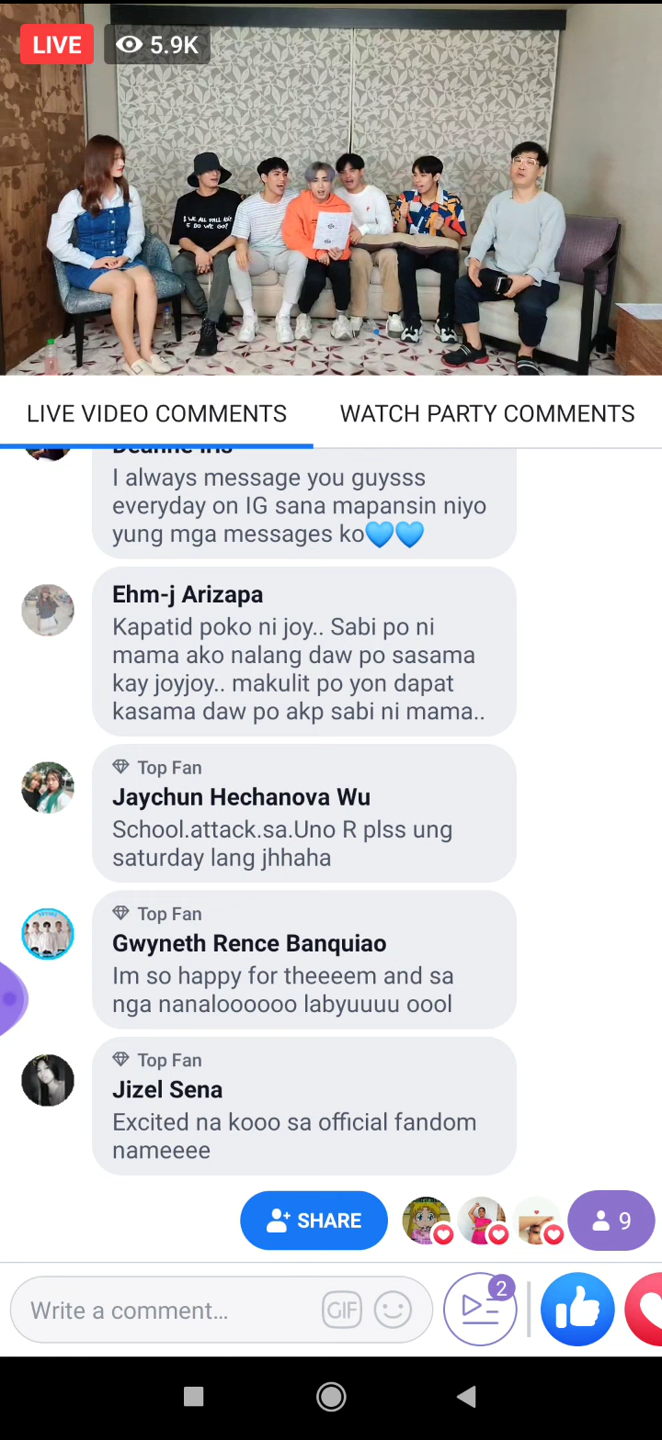 LIVE
5.9K
LIVE VIDEO COMMENTS
WATCH PARTY COMMENTS
Deanne Iris
I always message you guysss
everyday on IG sana mapansin niyo
yung mga messages ko💙💙
Ehm-j Arizapa
Kapatid poko ni joy.. Sabi po ni
mama ako nalang daw po sasama
kay joyjoy.. makulit po yon dapat
kasama daw po akp sabi ni mama..
Top Fan
Jaychun Hechanova Wu
School.attack.sa.Uno R plss ung
saturday lang jhhaha
Top Fan
Gwyneth Rence Banquiao
Im so happy for theeeem and sa
nga nanaloooooo labyuuuu oool
Top Fan
Jizel Sena
Excited na kooo sa official fandom
nameeee
SHARE
9
Write a comment...
GIF
2